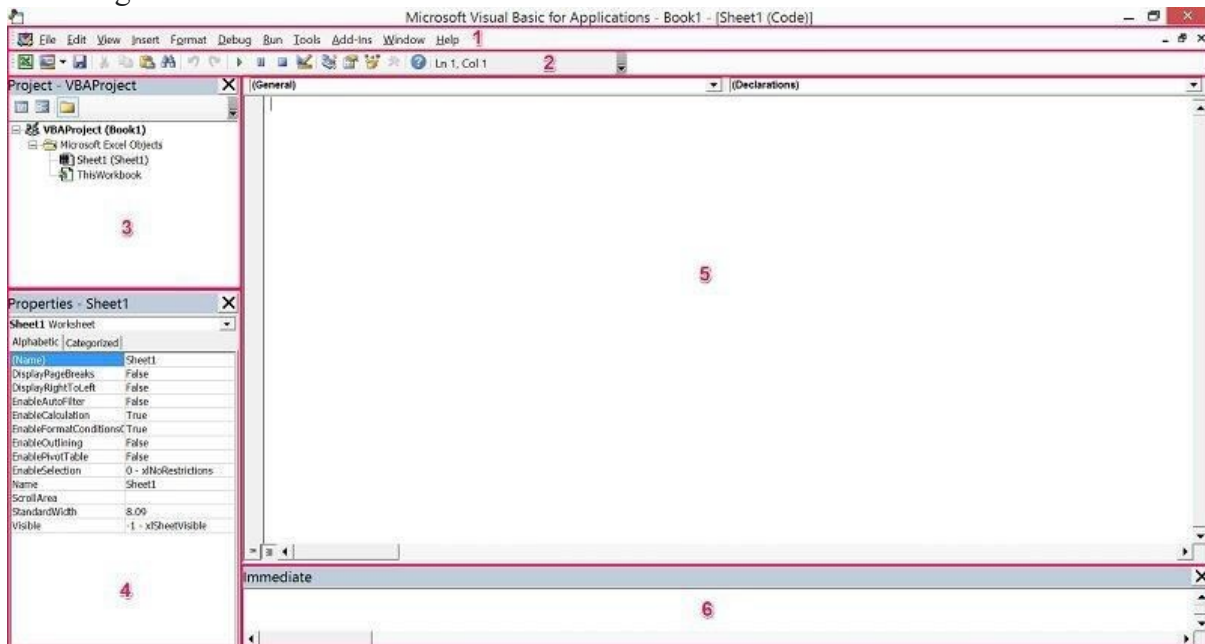 Microsoft Visual Basic for Applications - Book1 - [Sheet1 (Code)]
File Edit View Insert Format Debug Run Tools Add-Ins Window Help 1
Ln 1, Col 1 2
Project - VBAProject
VBAProject (Book1)
Microsoft Excel Objects
Sheet1 (Sheet1)
ThisWorkbook
3
Properties - Sheet1
Sheet1 Worksheet
Alphabetic Categorized
(Name) Sheet1
DisplayPageBreaks False
DisplayRightToLeft False
EnableAutoFilter False
EnableCalculation True
EnableFormatConditionsC True
EnableOutlining False
EnablePivotTable False
EnableSelection 0 - xlNoRestrictions
Name Sheet1
ScrollArea
StandardWidth 8.09
Visible -1 - xlSheetVisible
4
(General) (Declarations)
5
Immediate
6